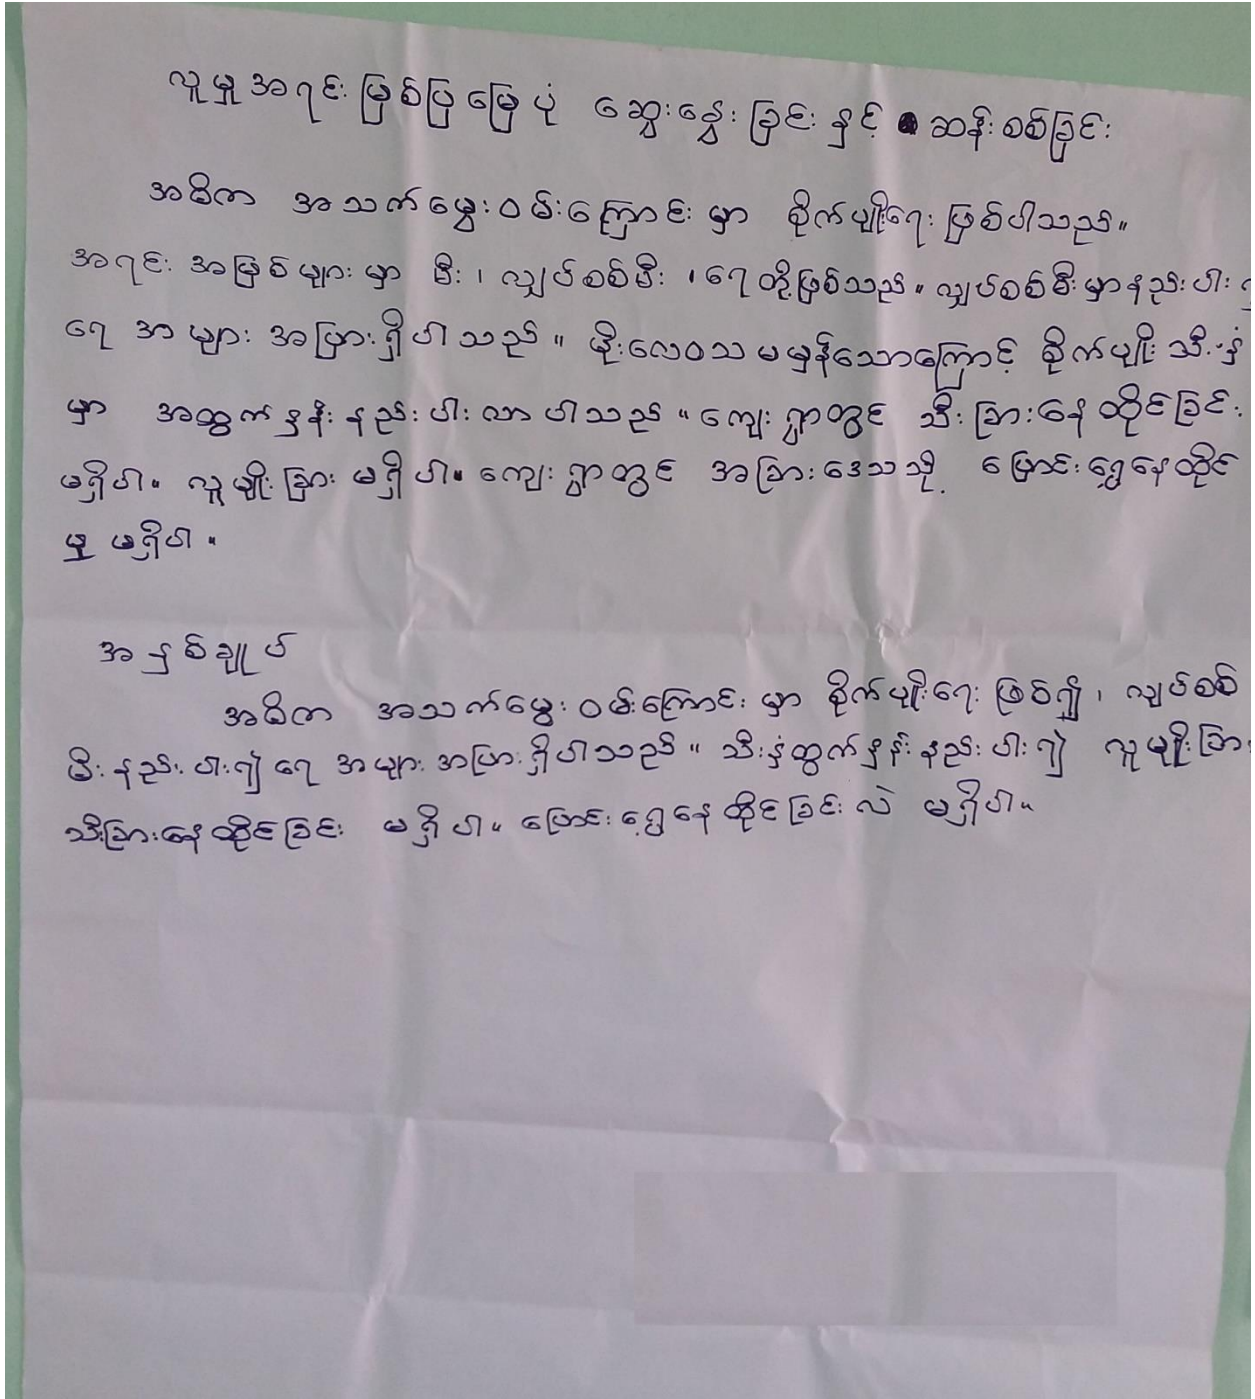 လူမှုအရင်းမြစ်ပြမြေပုံ ဆွေးနွေးခြင်းနှင့် ဆန်းစစ်ခြင်း
အဓိက အသက်မွေးဝမ်းကြောင်းမှာ စိုက်ပျိုးရေးဖြစ်ပါသည်။
အရင်းအမြစ်များမှာ မီး၊ လျှပ်စစ်မီး၊ ရေတို့ဖြစ်သည်။ လျှပ်စစ်မီးမှာနည်းပါး
ရေ အများအပြားရှိပါသည်။ မိုးလေဝသမမှန်သောကြောင့် စိုက်ပျိုးသီးနှံ
မှာ အထွက်နှုန်းနည်းပါးလာပါသည်။ ကျေးရွာတွင် သီးခြားနေထိုင်ခြင်း
မရှိပါ။ လူမျိုးခြားမရှိပါ။ ကျေးရွာတွင် အခြားဒေသသို့ ပြောင်းရွှေ့နေထိုင်
မှု မရှိပါ။
အနှစ်ချုပ်
အဓိက အသက်မွေးဝမ်းကြောင်းမှာ စိုက်ပျိုးရေးဖြစ်၍၊ လျှပ်စစ်
မီးနည်းပါး၍ ရေ အများအပြားရှိပါသည်။ သီးနှံထွက်နှုန်းနည်းပါး၍ လူမျိုးခြား
သီးခြားနေထိုင်ခြင်း မရှိပါ။ ပြောင်းရွှေ့နေထိုင်ခြင်းလဲ မရှိပါ။